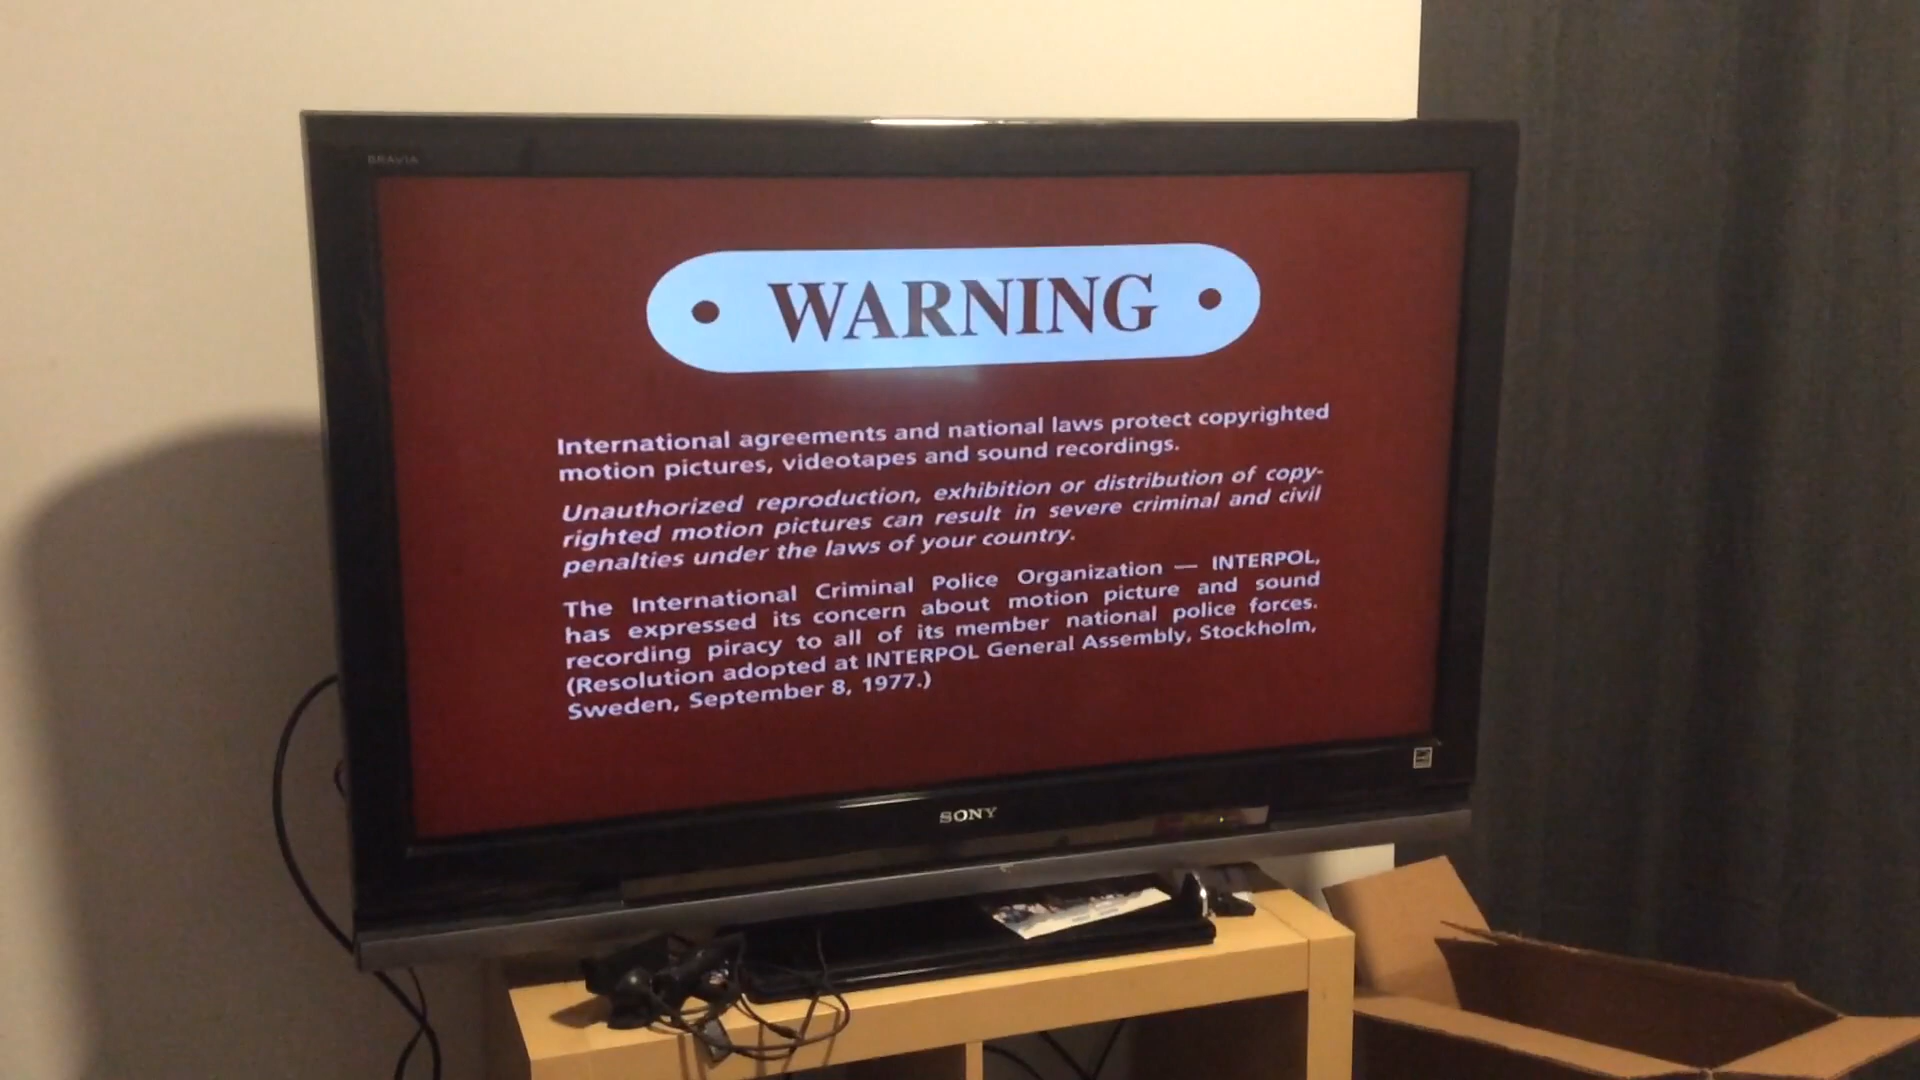 BRAVIA
WARNING
International agreements and national laws protect copyrighted
motion pictures, videotapes and sound recordings.
Unauthorized reproduction, exhibition or distribution of copy-
righted motion pictures can result in severe criminal and civil
penalties under the laws of your country.
The International Criminal Police Organization — INTERPOL,
has expressed its concern about motion picture and sound
recording piracy to all of its member national police forces.
(Resolution adopted at INTERPOL General Assembly, Stockholm,
Sweden, September 8, 1977.)
SONY